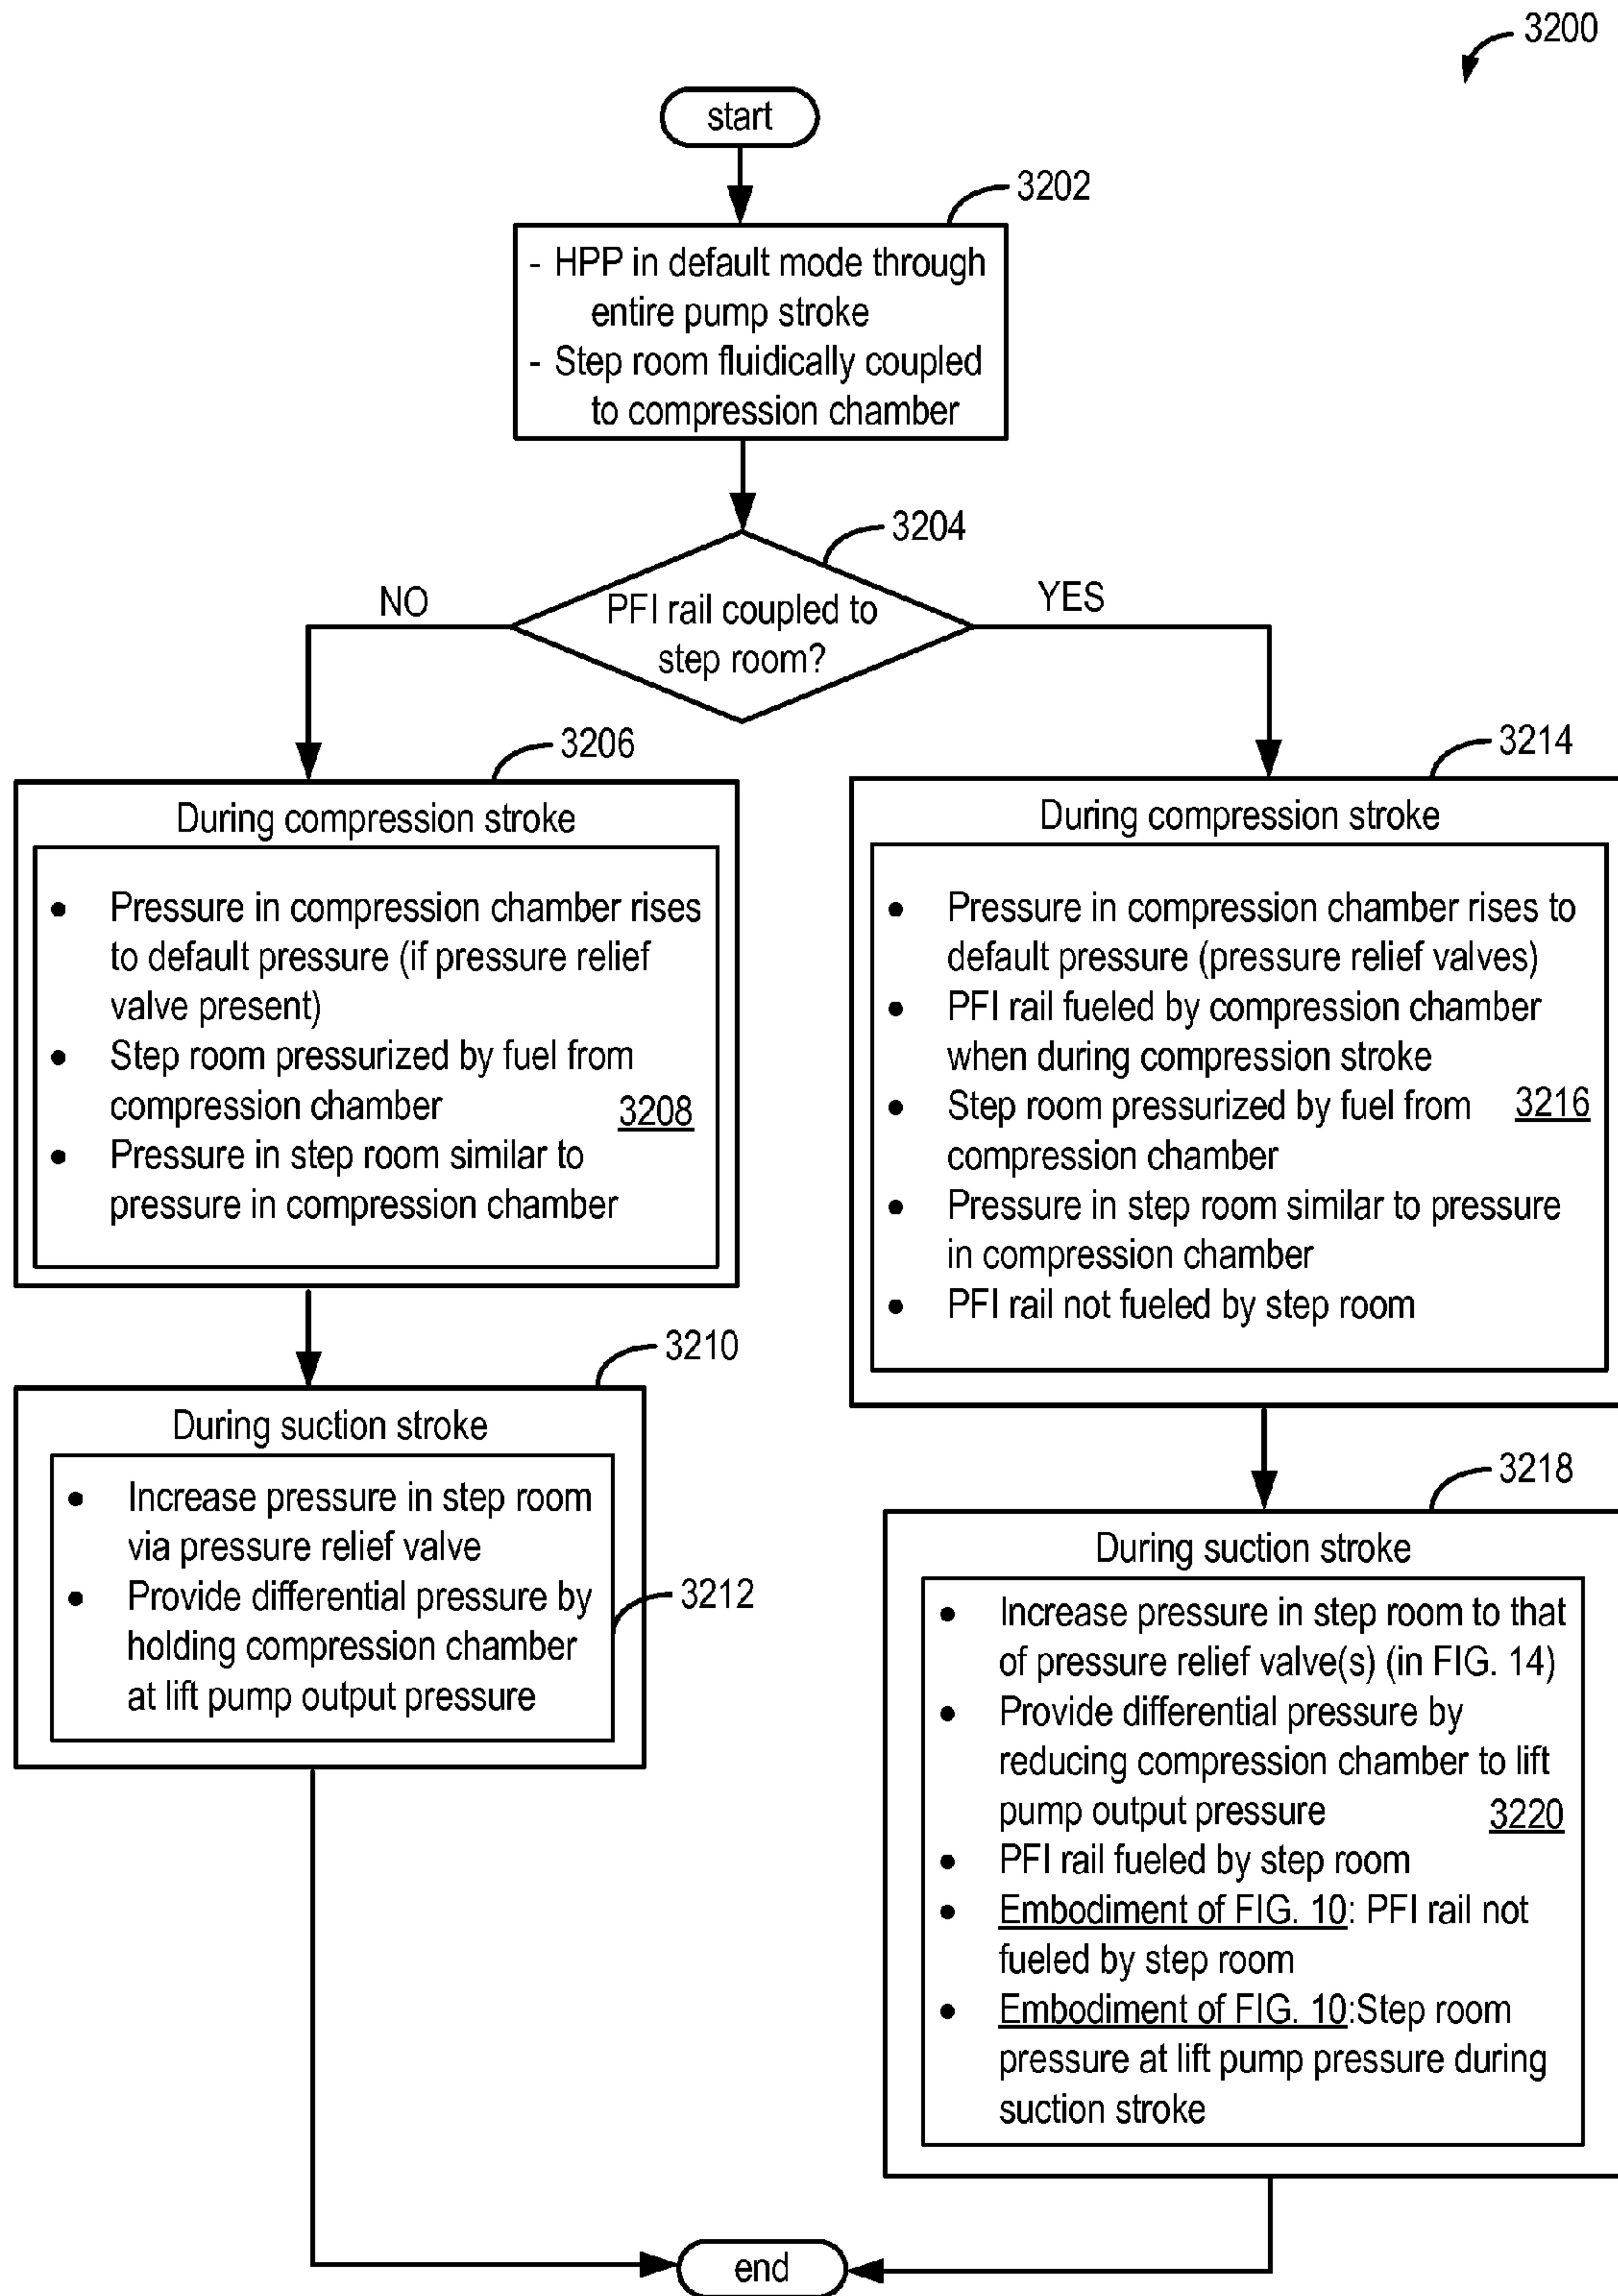 3200
start
3202
- HPP in default mode through
entire pump stroke
- Step room fluidically coupled
to compression chamber
3204
NO
PFI rail coupled to
step room?
YES
3206
During compression stroke
• Pressure in compression chamber rises
to default pressure (if pressure relief
valve present)
• Step room pressurized by fuel from
compression chamber
3208
• Pressure in step room similar to
pressure in compression chamber
3210
During suction stroke
• Increase pressure in step room
via pressure relief valve
• Provide differential pressure by
holding compression chamber
at lift pump output pressure
3212
3214
During compression stroke
• Pressure in compression chamber rises to
default pressure (pressure relief valves)
• PFI rail fueled by compression chamber
when during compression stroke
• Step room pressurized by fuel from
compression chamber
3216
• Pressure in step room similar to pressure
in compression chamber
• PFI rail not fueled by step room
3218
During suction stroke
• Increase pressure in step room to that
of pressure relief valve(s) (in FIG. 14)
• Provide differential pressure by
reducing compression chamber to lift
pump output pressure
3220
• PFI rail fueled by step room
• Embodiment of FIG. 10: PFI rail not
fueled by step room
• Embodiment of FIG. 10:Step room
pressure at lift pump pressure during
suction stroke
end